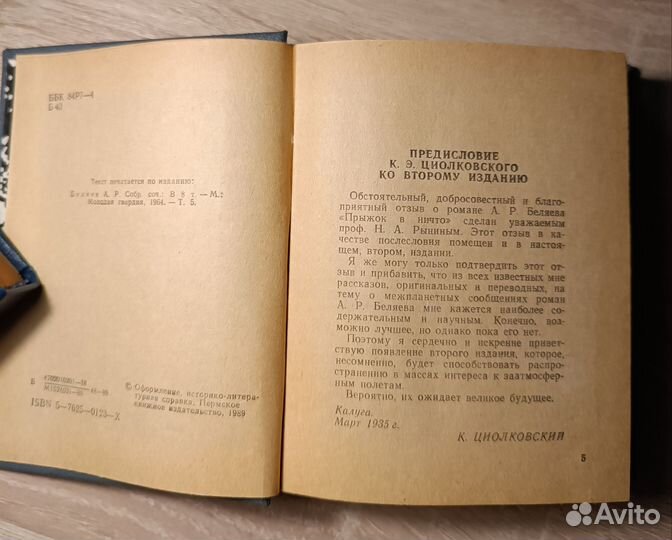 ББК 84Р7—4
Б 43
Текст печатается по изданию:
Беляев А. Р. Собр. соч.: В 8 т. — М.:
Молодая гвардия, 1964. — Т. 5.
Б
48—89
© Оформление, историко-литера-
турная справка. Пермское
книжное издательство, 1989
ISBN 5—7625—0123—X
ПРЕДИСЛОВИЕ
К. Э. ЦИОЛКОВСКОГО
КО ВТОРОМУ ИЗДАНИЮ
Обстоятельный, добросовестный и благо-
приятный отзыв о романе А. Р. Беляева
«Прыжок в ничто» сделан уважаемым
проф. Н. А. Рыниным. Этот отзыв в ка-
честве послесловия помещен и в настоя-
щем, втором, издании.
Я же могу только подтвердить этот от-
зыв и прибавить, что из всех известных мне
рассказов, оригинальных и переводных, на
тему о межпланетных сообщениях роман
А. Р. Беляева мне кажется наиболее со-
держательным и научным. Конечно, воз-
можно лучшее, но однако пока его нет.
Поэтому я сердечно и искренне привет-
ствую появление второго издания, которое,
несомненно, будет способствовать распро-
странению в массах интереса к заатмосфер-
ным полетам.
Вероятно, их ожидает великое будущее.
Калуга.
Март 1935 г.
К. ЦИОЛКОВСКИЙ
5
Avito